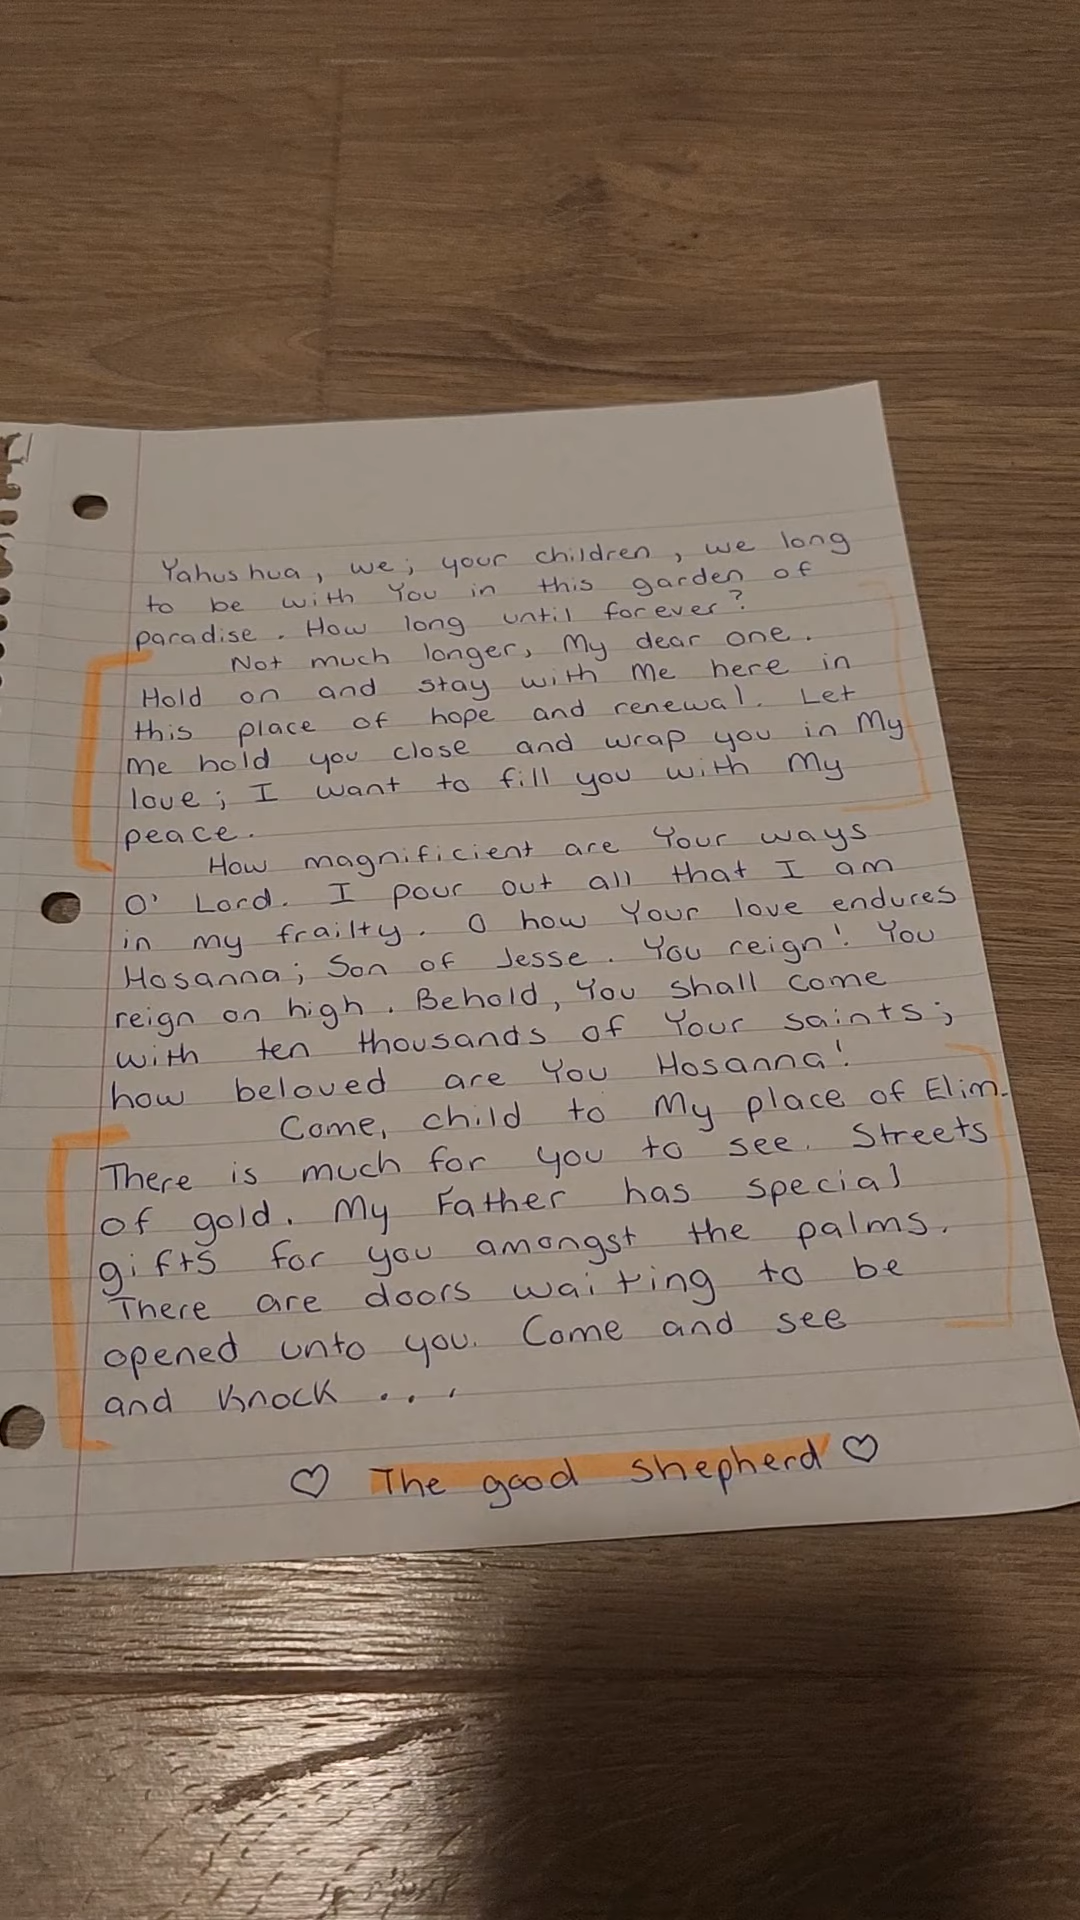 Yahushua, we; your children, we long
to be with You in this garden of
paradise. How long until forever?
Not much longer, My dear one.
Hold on and stay with Me here in
this place of hope and renewal. Let
Me hold you close and wrap you in My
love; I want to fill you with My
peace.
How magnificient are Your ways
O' Lord. I pour out all that I am
in my frailty. O how Your love endures
Hosanna; Son of Jesse. You reign! You
reign on high. Behold, You shall come
with ten thousands of Your saints;
how beloved are You Hosanna!
Come, child to My place of Elim.
There is much for you to see. Streets
of gold. My Father has special
gifts for you amongst the palms.
There are doors waiting to be
opened unto you. Come and see
and knock ...
♡ The good shepherd ♡